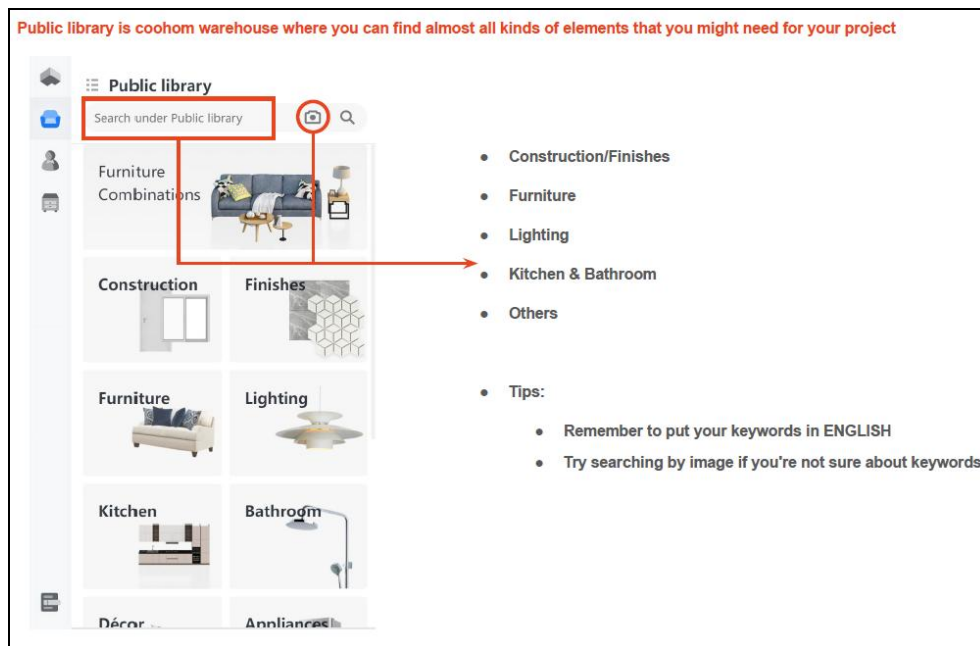 Public library is coohom warehouse where you can find almost all kinds of elements that you might need for your project
Public library
Search under Public library
Furniture
Combinations
Construction
Finishes
Furniture
Lighting
Kitchen
Bathroom
Décor
Appliances
● Construction/Finishes
● Furniture
● Lighting
● Kitchen & Bathroom
● Others
● Tips:
● Remember to put your keywords in ENGLISH
● Try searching by image if you're not sure about keywords